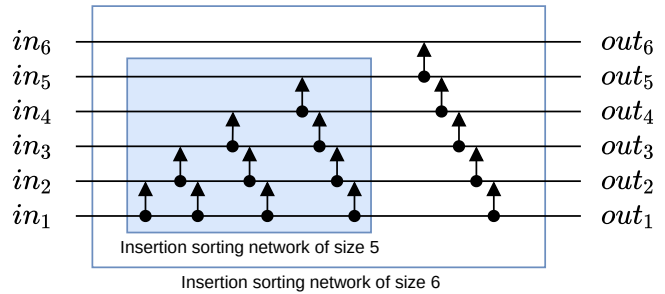 in6 out6
in5 out5
in4 out4
in3 out3
in2 out2
in1 out1
Insertion sorting network of size 5
Insertion sorting network of size 6